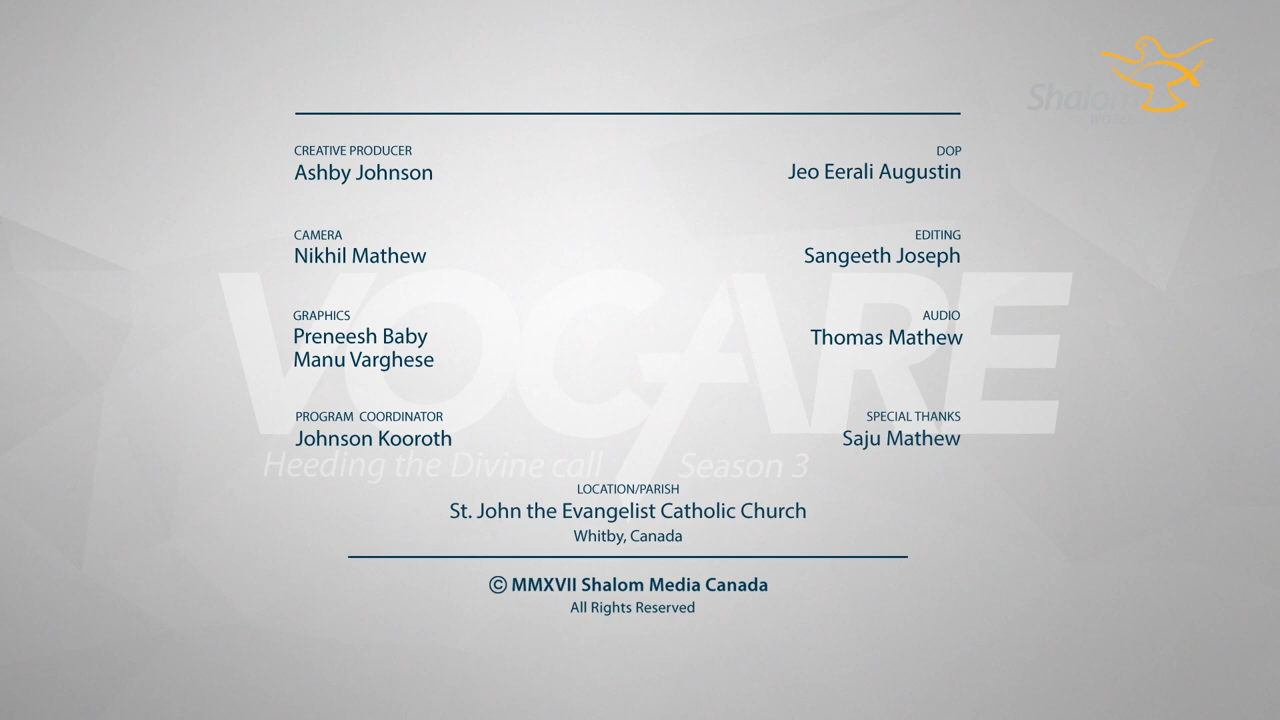 Shalom
WORLD
CREATIVE PRODUCER
Ashby Johnson
DOP
Jeo Eerali Augustin
CAMERA
Nikhil Mathew
EDITING
Sangeeth Joseph
GRAPHICS
Preneesh Baby
Manu Varghese
AUDIO
Thomas Mathew
VOCARE
PROGRAM COORDINATOR
Johnson Kooroth
SPECIAL THANKS
Saju Mathew
Heeding the Divine call Season 3
LOCATION/PARISH
St. John the Evangelist Catholic Church
Whitby, Canada
© MMXVII Shalom Media Canada
All Rights Reserved